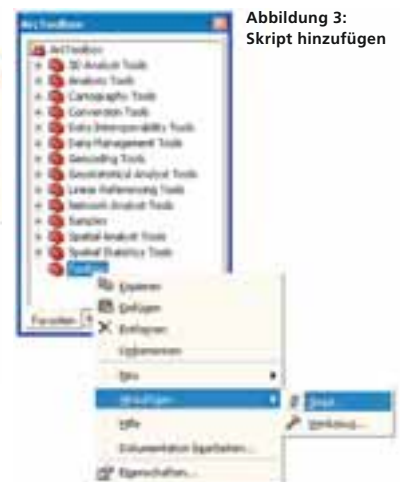 Abbildung 3:
Skript hinzufügen
ArcToolbox
ArcToolbox
3D Analyst Tools
Analysis Tools
Cartography Tools
Conversion Tools
Data Interoperability Tools
Data Management Tools
Geocoding Tools
Geostatistical Analyst Tools
Linear Referencing Tools
Network Analyst Tools
Samples
Spatial Analyst Tools
Spatial Statistics Tools
Toolbox
Favoriten
Kopieren
Einfügen
Entfernen
Umbenennen
Neu
Hinzufügen
Skript...
Werkzeug...
Hilfe
Dokumentation bearbeiten...
Eigenschaften...